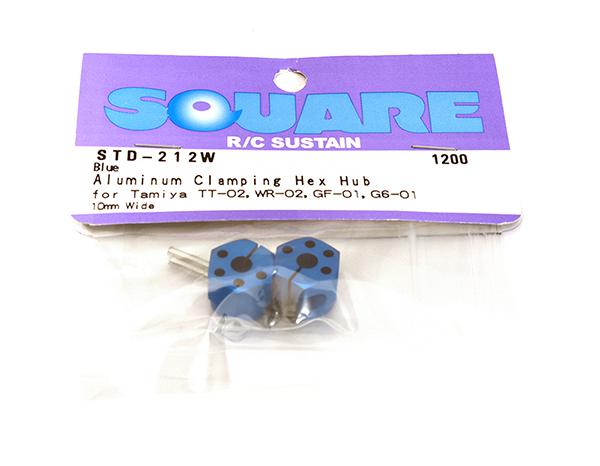 SQUARE
R/C SUSTAIN
STD-212W 1200
Blue
Aluminum Clamping Hex Hub
for Tamiya TT-02, WR-02, GF-01, G6-01
10mm Wide